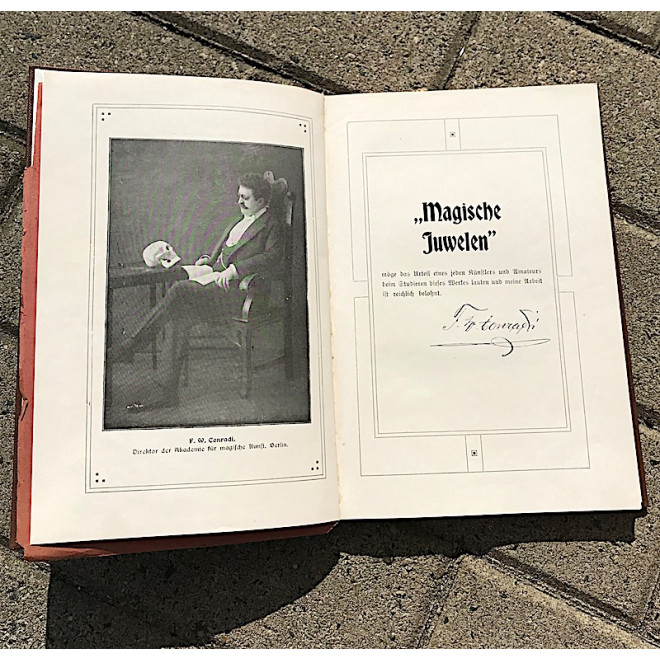 F. W. Conradi,
Direktor der Akademie für magische Kunst, Berlin.
„Magische
Juwelen”
möge das Urteil eines jeden Künstlers und Amateurs
beim Studieren dieses Werkes lauten und meine Arbeit
ist reichlich belohnt.
F. W. Conradi